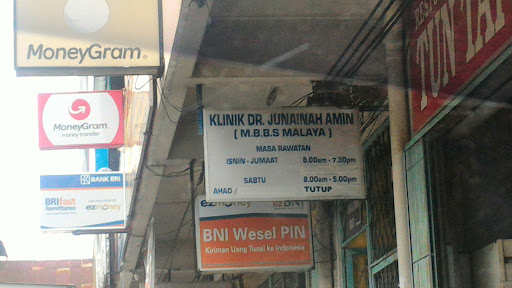 MoneyGram
MoneyGram
money transfer
BANK BRI
BRIfast
Remittance
ezmoney
KLINIK DR. JUNAINAH AMIN
( M.B.B.S MALAYA )
MASA RAWATAN
ISNIN - JUMAAT 8.00am - 7.30pm
SABTU 8.00am - 5.00pm
AHAD / TUTUP
ezmoney BNI
BNI Wesel PIN
Kiriman Uang Tunai ke Indonesia
TUN